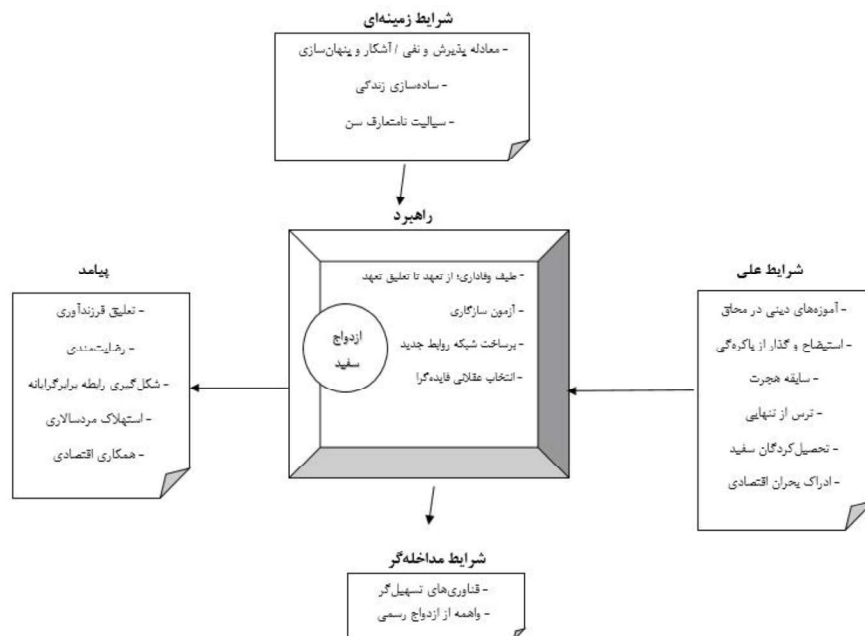 شرایط زمینه‌ای
- معادله پذیرش و نفی / آشکار و پنهان‌سازی
- ساده‌سازی زندگی
- سیالیت نامتعارف سن
راهبرد
- طیف وفاداری؛ از تعهد تا تعلیق تعهد
- آزمون سازگاری
- برساخت شبکه روابط جدید
- انتخاب عقلانی فایده‌گرا
ازدواج
سفید
شرایط علی
- آموزه‌های دینی در محاق
- استیضاح و گذار از باکره‌گی
- سابقه هجرت
- ترس از تنهایی
- تحصیل‌کردگان سفید
- ادراک بحران اقتصادی
پیامد
- تعلیق فرزندآوری
- رضایت‌مندی
- شکل‌گیری رابطه برابرگرایانه
- استهلاک مردسالاری
- همکاری اقتصادی
شرایط مداخله‌گر
- فناوری‌های تسهیل‌گر
- واهمه از ازدواج رسمی